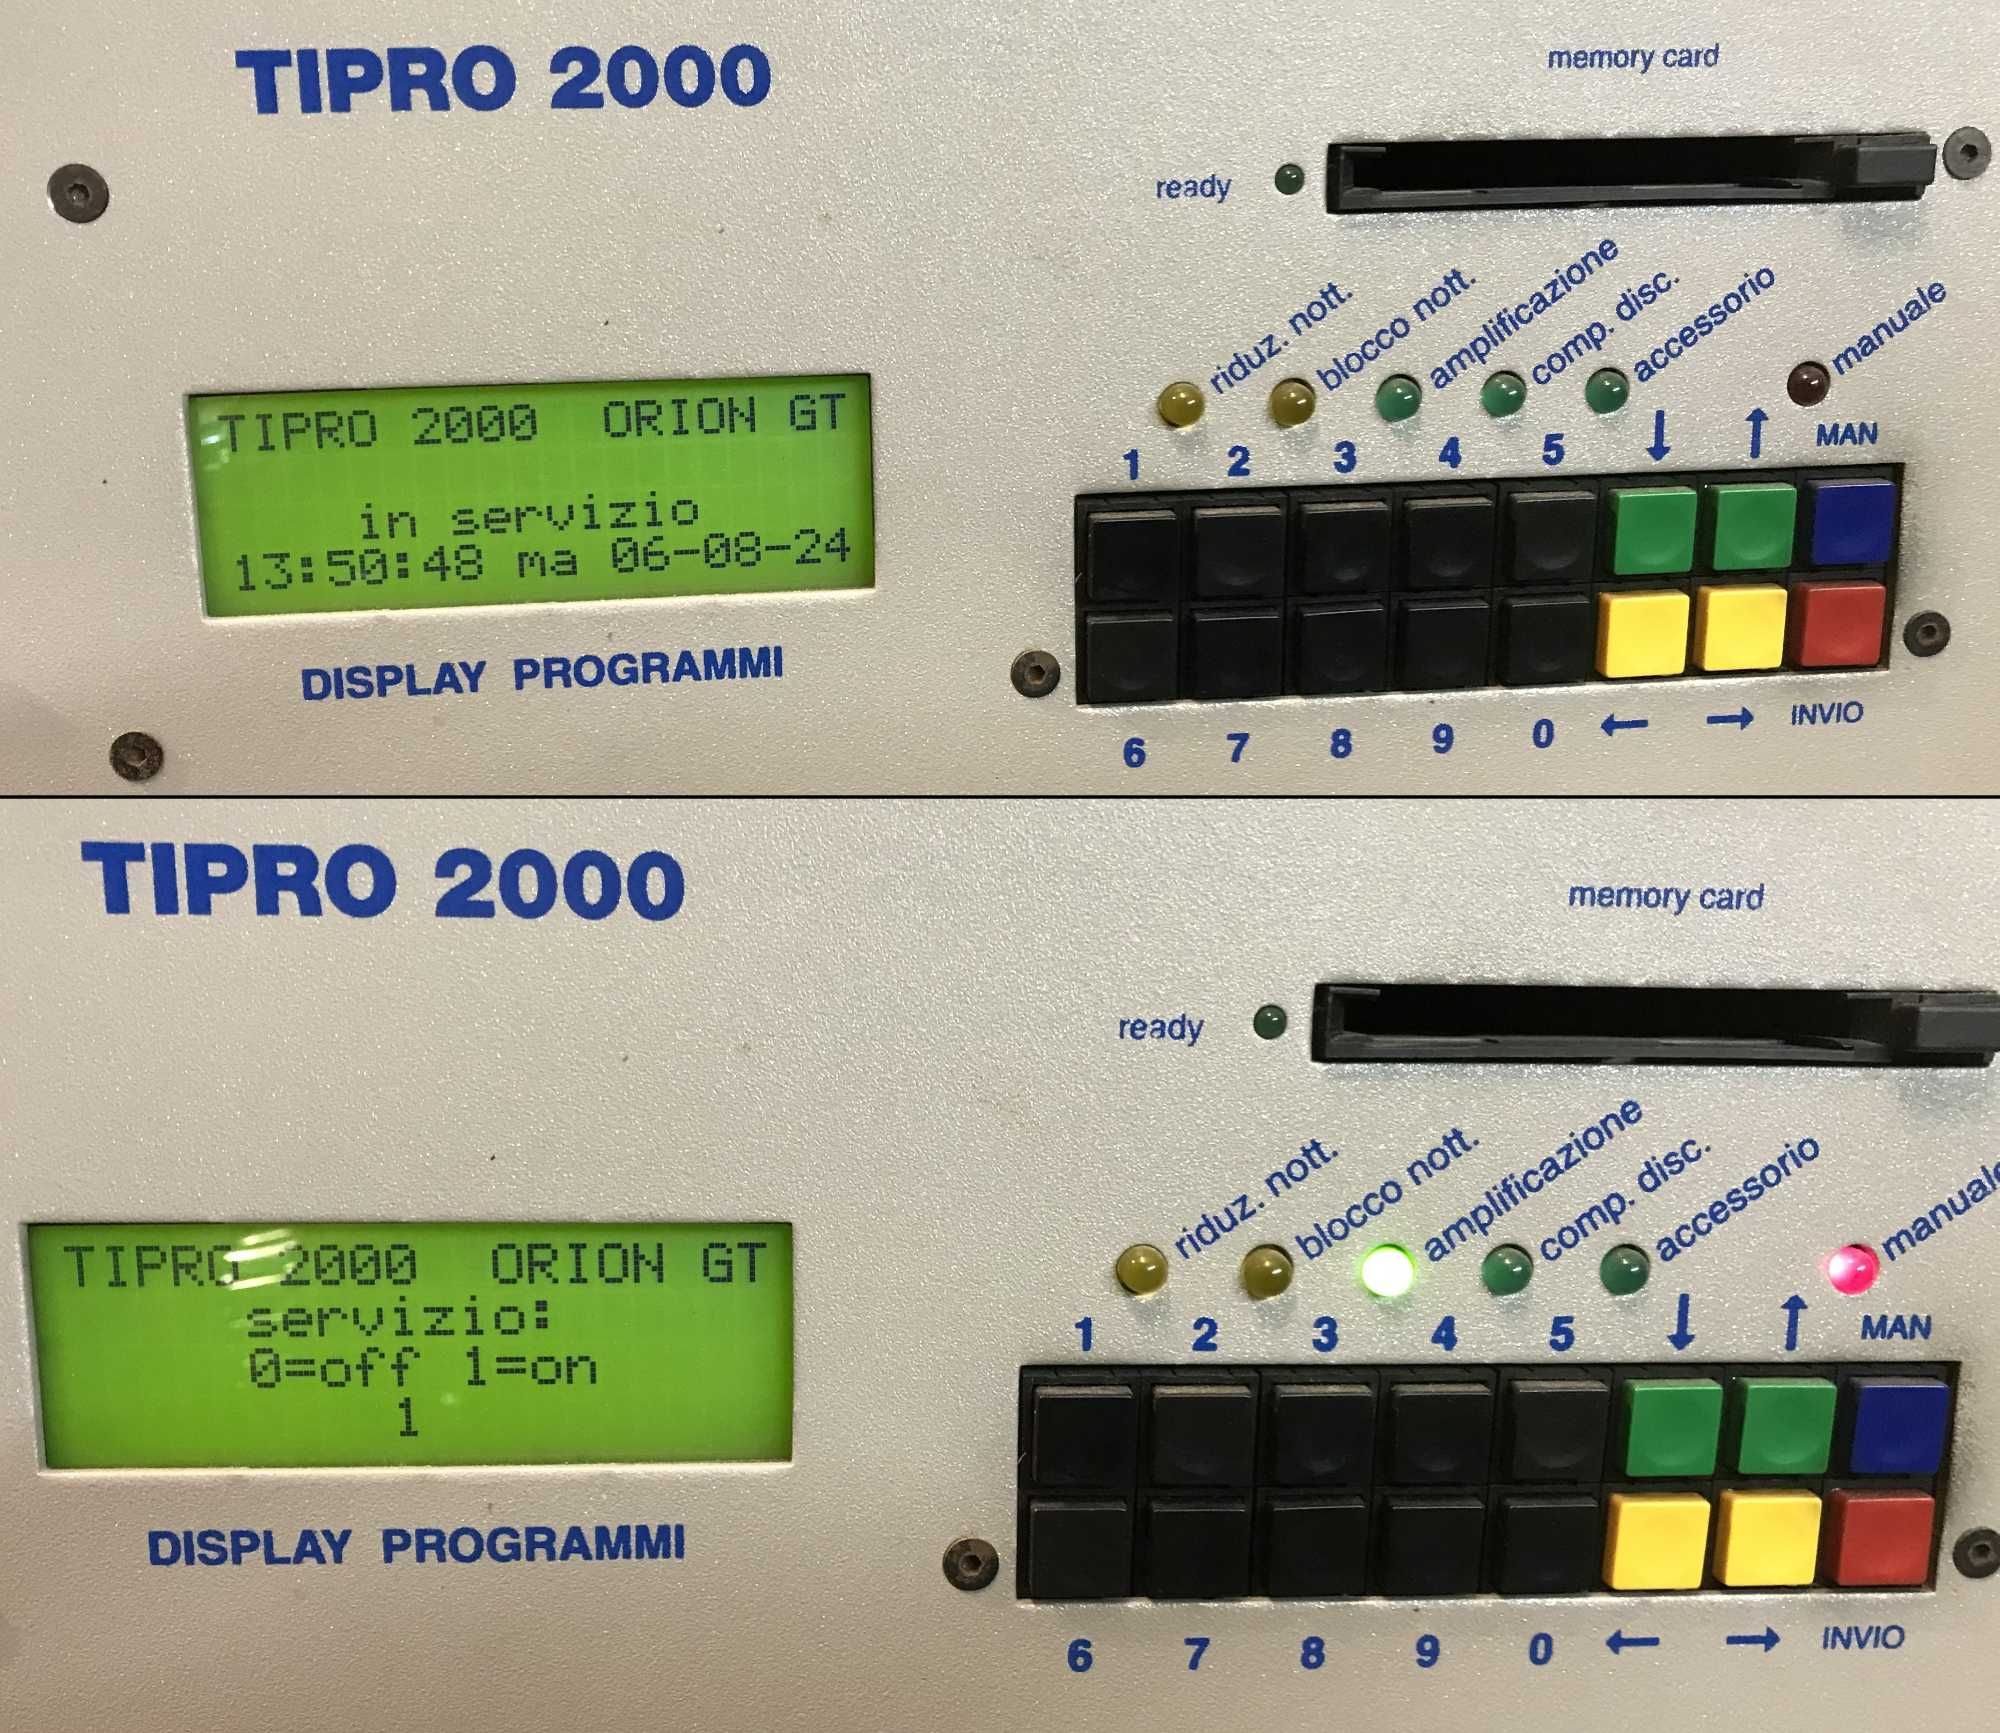 TIPRO 2000
memory card
ready
riduz. nott.
blocco nott.
amplificazione
comp. disc.
accessorio
manuale
TIPRO 2000 ORION GT
in servizio
13:50:48 ma 06-08-24
DISPLAY PROGRAMMI
1 2 3 4 5 ↓ ↑ MAN
6 7 8 9 0 ← → INVIO
TIPRO 2000
memory card
ready
riduz. nott.
blocco nott.
amplificazione
comp. disc.
accessorio
manuale
TIPRO 2000 ORION GT
servizio:
0=off 1=on
1
DISPLAY PROGRAMMI
1 2 3 4 5 ↓ ↑ MAN
6 7 8 9 0 ← → INVIO